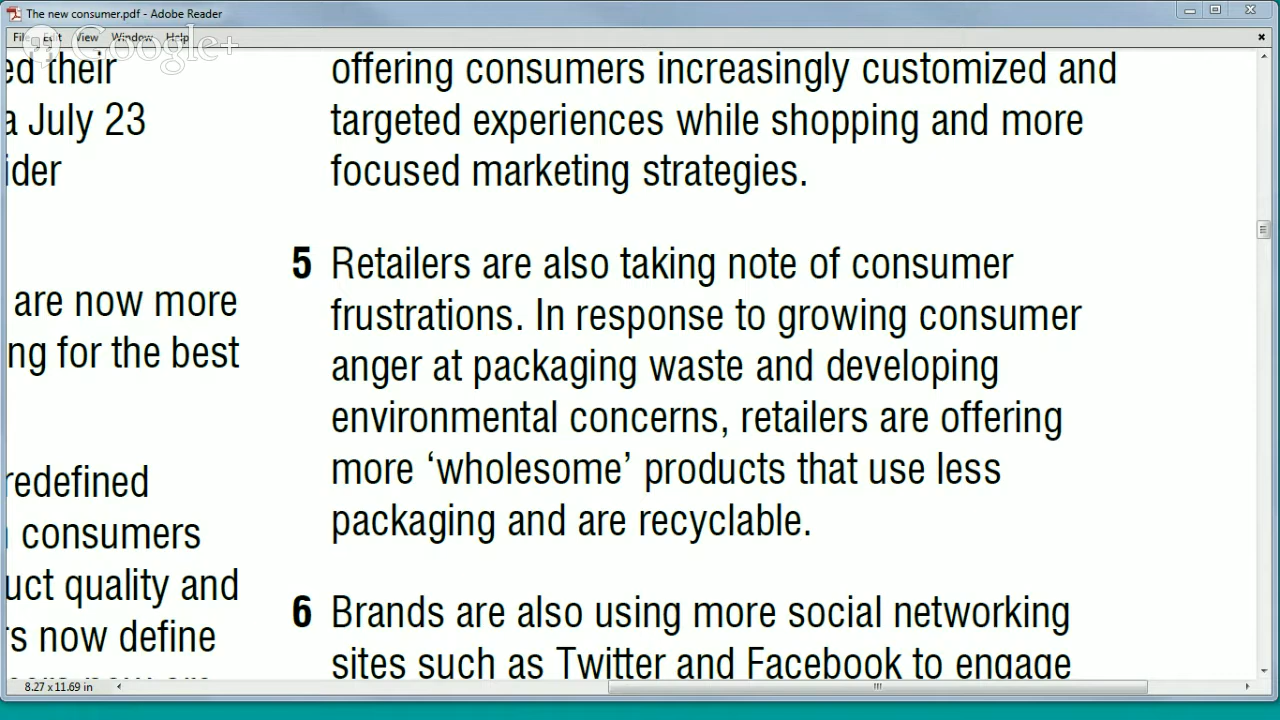 The new consumer.pdf - Adobe Reader
File Edit View Window Help
Google+
ed their
a July 23
ider
are now more
ng for the best
redefined
consumers
uct quality and
rs now define
offering consumers increasingly customized and
targeted experiences while shopping and more
focused marketing strategies.
5 Retailers are also taking note of consumer
frustrations. In response to growing consumer
anger at packaging waste and developing
environmental concerns, retailers are offering
more ‘wholesome’ products that use less
packaging and are recyclable.
6 Brands are also using more social networking
sites such as Twitter and Facebook to engage
8.27 x 11.69 in